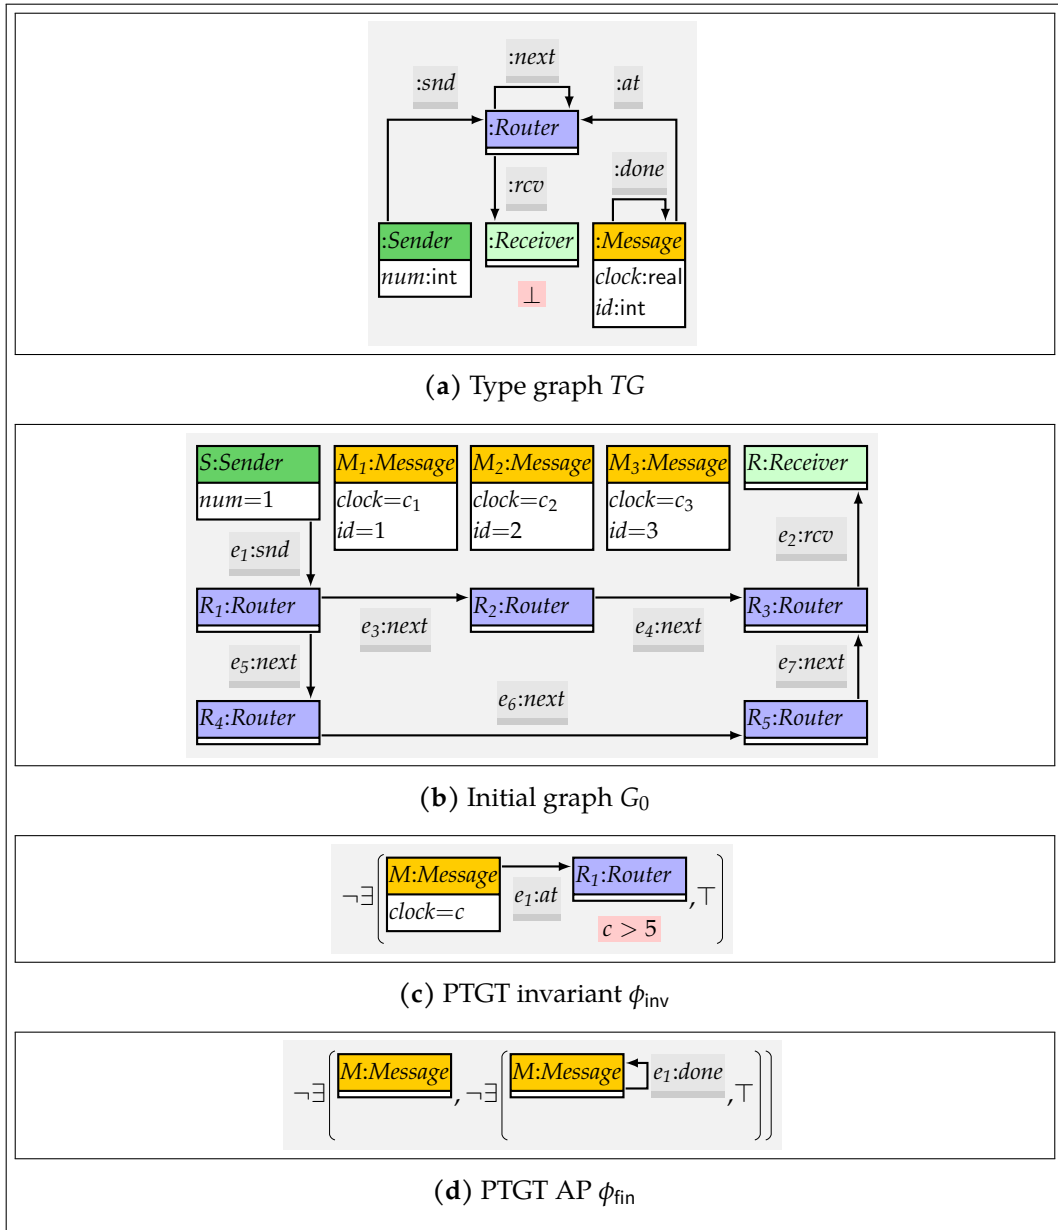 :next
:snd
:at
:Router
:done
:rcv
:Sender :Receiver :Message
num:int
clock:real
id:int
⊥
(a) Type graph TG
S:Sender M₁:Message M₂:Message M₃:Message R:Receiver
num=1 clock=c₁ clock=c₂ clock=c₃
id=1 id=2 id=3
e₁:snd e₂:rcv
R₁:Router R₂:Router R₃:Router
e₃:next e₄:next
e₅:next e₇:next
e₆:next
R₄:Router R₅:Router
(b) Initial graph G₀
¬∃(M:Message R₁:Router
e₁:at
clock=c c > 5 ,⊤)
(c) PTGT invariant ϕinv
¬∃(M:Message, ¬∃(M:Message e₁:done ,⊤))
(d) PTGT AP ϕfin